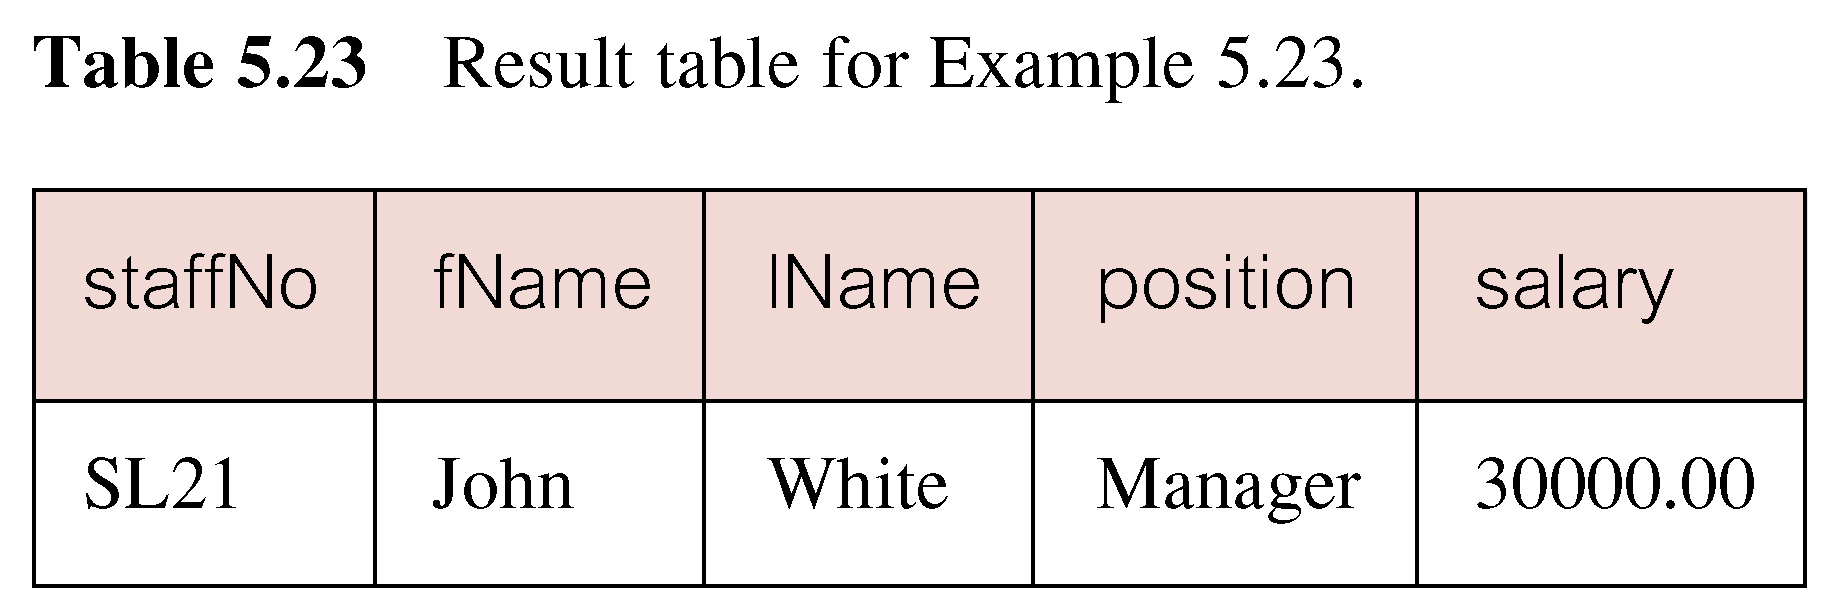 Table 5.23 Result table for Example 5.23.
staffNo fName lName position salary
SL21 John White Manager 30000.00